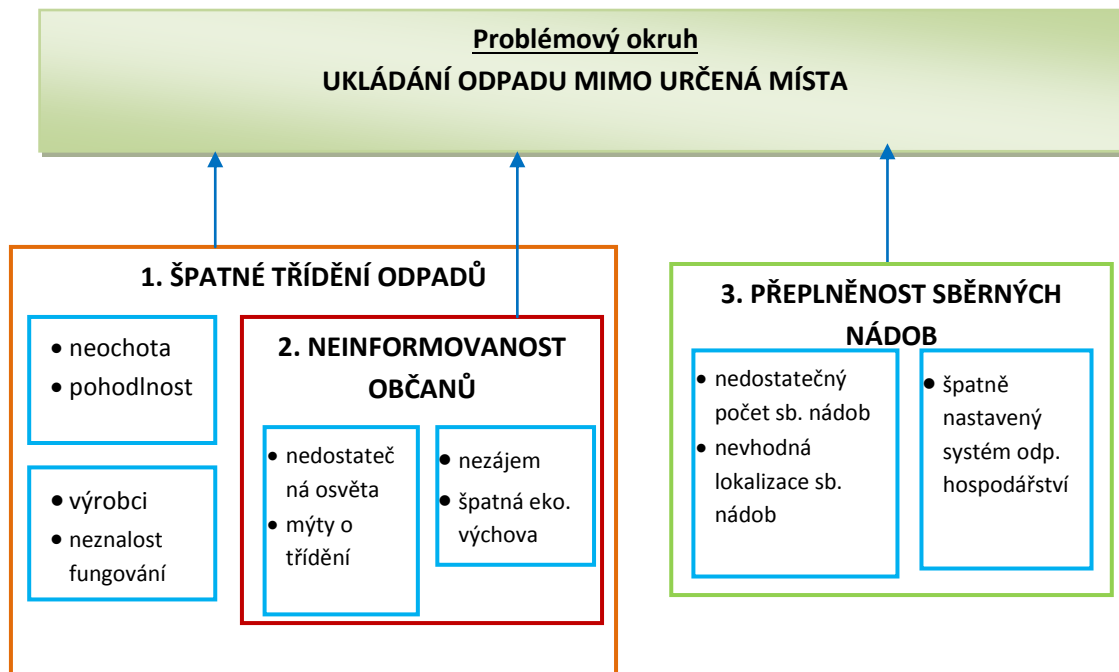 Problémový okruh
UKLÁDÁNÍ ODPADU MIMO URČENÁ MÍSTA
1. ŠPATNÉ TŘÍDĚNÍ ODPADŮ
• neochota
• pohodlnost
• výrobci
• neznalost
fungování
2. NEINFORMOVANOST
OBČANŮ
• nedostateč
ná osvěta
• mýty o
třídění
• nezájem
• špatná eko.
výchova
3. PŘEPLNĚNOST SBĚRNÝCH
NÁDOB
• nedostatečný
počet sb. nádob
• nevhodná
lokalizace sb.
nádob
• špatně
nastavený
systém odp.
hospodářství